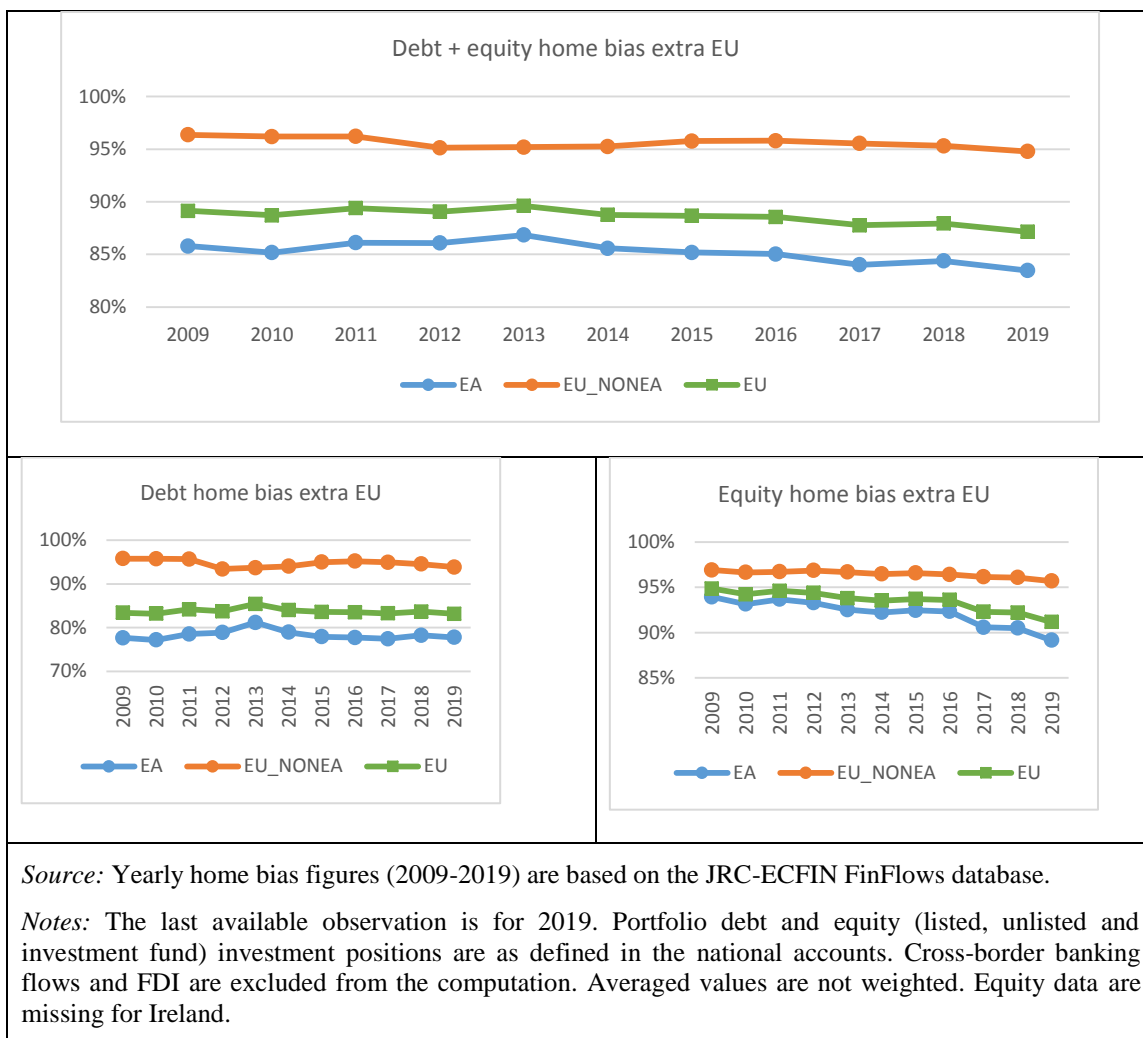 Debt + equity home bias extra EU
100%
95%
90%
85%
80%
2009 2010 2011 2012 2013 2014 2015 2016 2017 2018 2019
EA EU_NONEA EU
Debt home bias extra EU
100%
90%
80%
70%
2009 2010 2011 2012 2013 2014 2015 2016 2017 2018 2019
EA EU_NONEA EU
Equity home bias extra EU
100%
95%
90%
85%
2009 2010 2011 2012 2013 2014 2015 2016 2017 2018 2019
EA EU_NONEA EU
Source: Yearly home bias figures (2009-2019) are based on the JRC-ECFIN FinFlows database.
Notes: The last available observation is for 2019. Portfolio debt and equity (listed, unlisted and
investment fund) investment positions are as defined in the national accounts. Cross-border banking
flows and FDI are excluded from the computation. Averaged values are not weighted. Equity data are
missing for Ireland.